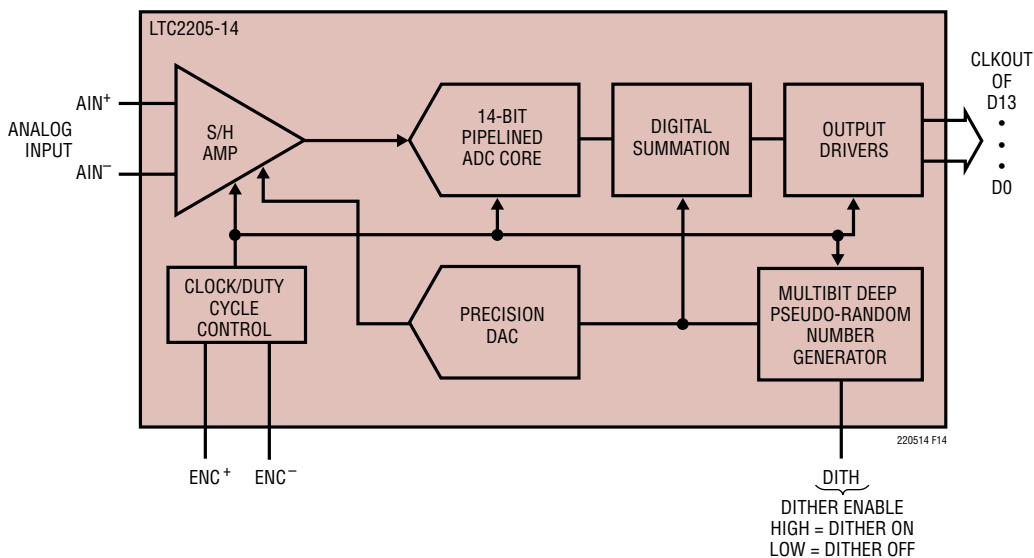 LTC2205-14
AIN+
ANALOG
INPUT
AIN−
S/H
AMP
14-BIT
PIPELINED
ADC CORE
DIGITAL
SUMMATION
OUTPUT
DRIVERS
CLKOUT
OF
D13
•
•
•
D0
CLOCK/DUTY
CYCLE
CONTROL
PRECISION
DAC
MULTIBIT DEEP
PSEUDO-RANDOM
NUMBER
GENERATOR
220514 F14
ENC+
ENC−
DITH
DITHER ENABLE
HIGH = DITHER ON
LOW = DITHER OFF